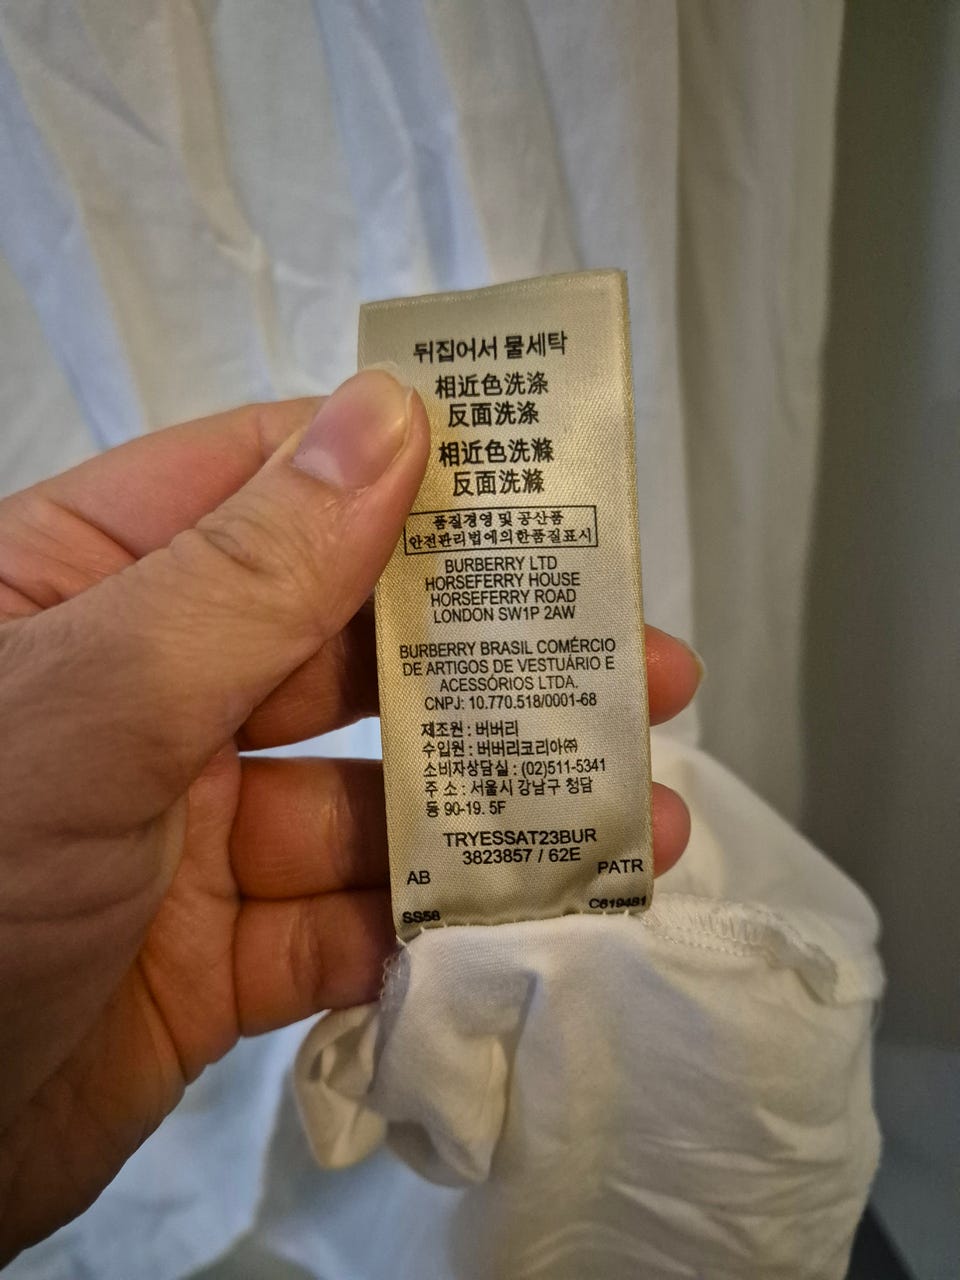 뒤집어서 물세탁
相近色洗涤
反面洗涤
相近色洗滌
反面洗滌
품질경영 및 공산품
안전관리법에의한품질표시
BURBERRY LTD
HORSEFERRY HOUSE
HORSEFERRY ROAD
LONDON SW1P 2AW
BURBERRY BRASIL COMÉRCIO
DE ARTIGOS DE VESTUÁRIO E
ACESSÓRIOS LTDA.
CNPJ: 10.770.518/0001-68
제조원 : 버버리
수입원 : 버버리코리아㈜
소비자상담실 : (02)511-5341
주 소 : 서울시 강남구 청담
동 90-19. 5F
TRYESSAT23BUR
3823857 / 62E
AB PATR
SS58 C619481